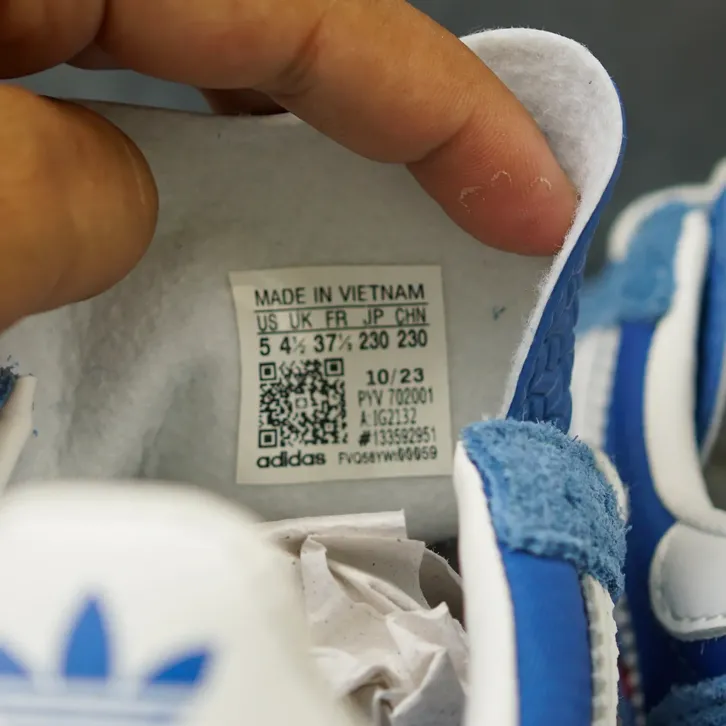 MADE IN VIETNAM
US UK FR JP CHN
5 4½ 37⅓ 230 230
10/23
PYV 702001
A:IG2132
#133592951
adidas